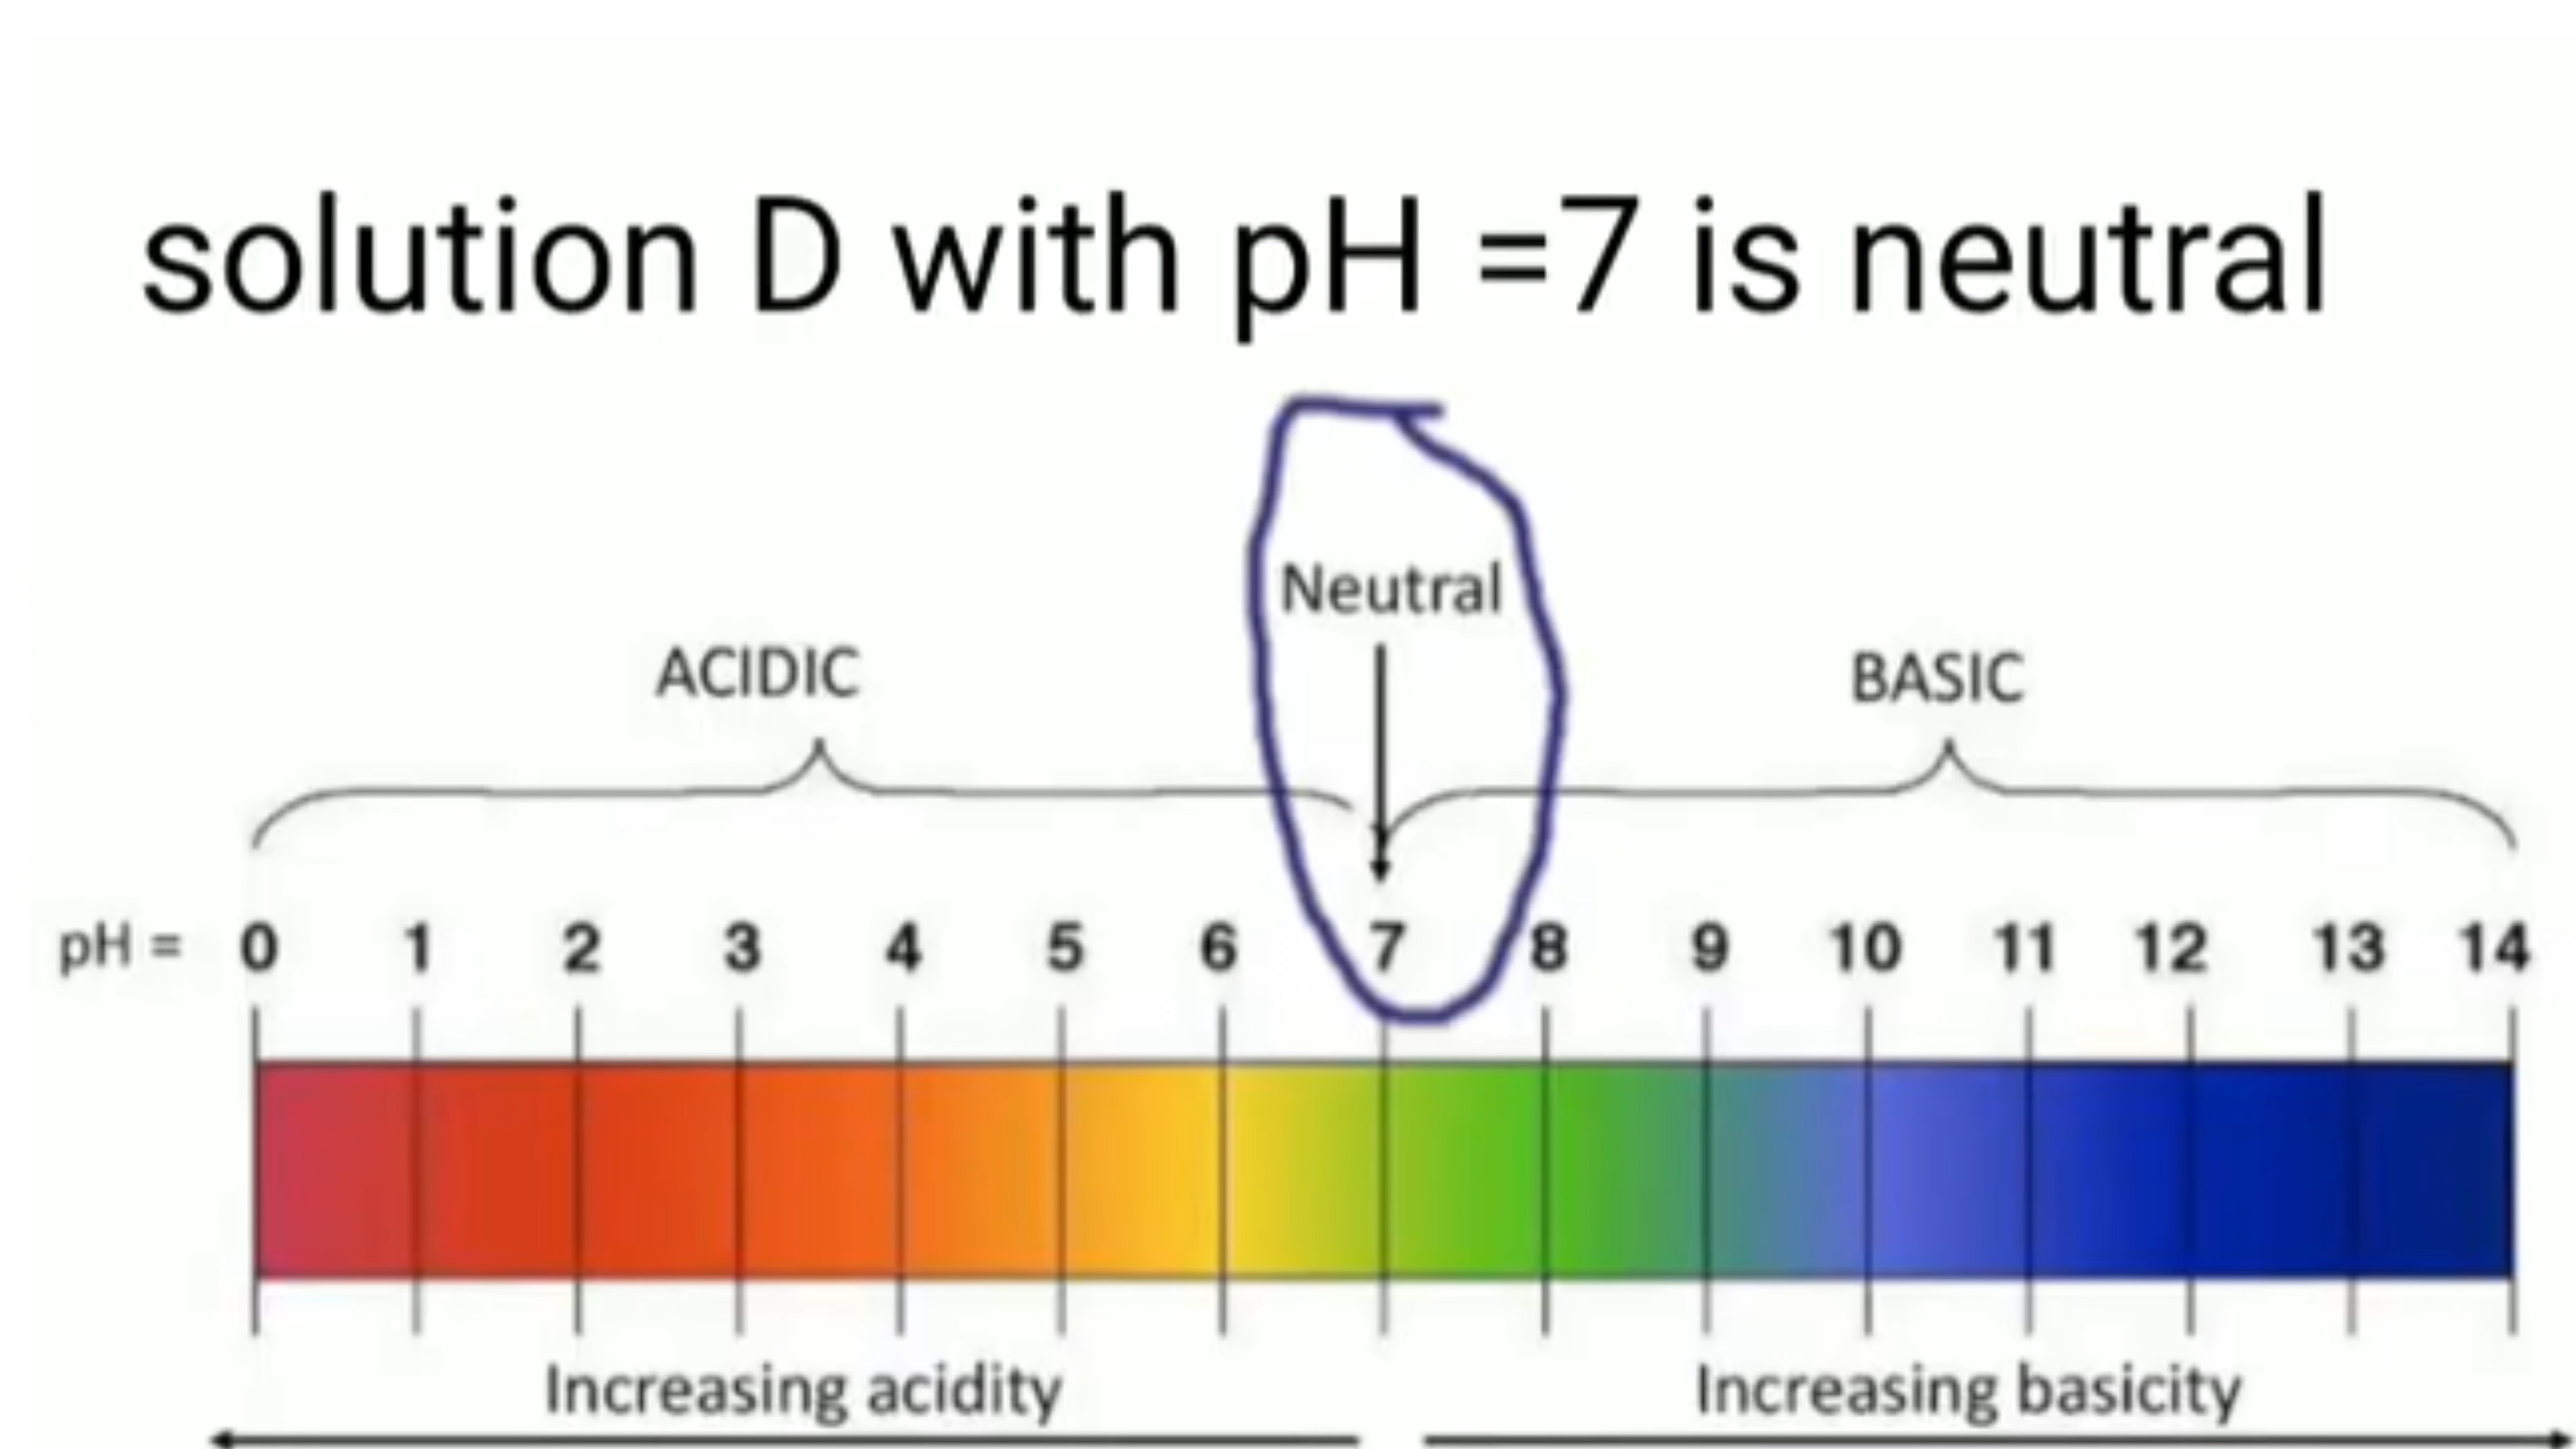 solution D with pH =7 is neutral
Neutral
ACIDIC
BASIC
pH = 0 1 2 3 4 5 6 7 8 9 10 11 12 13 14
Increasing acidity
Increasing basicity